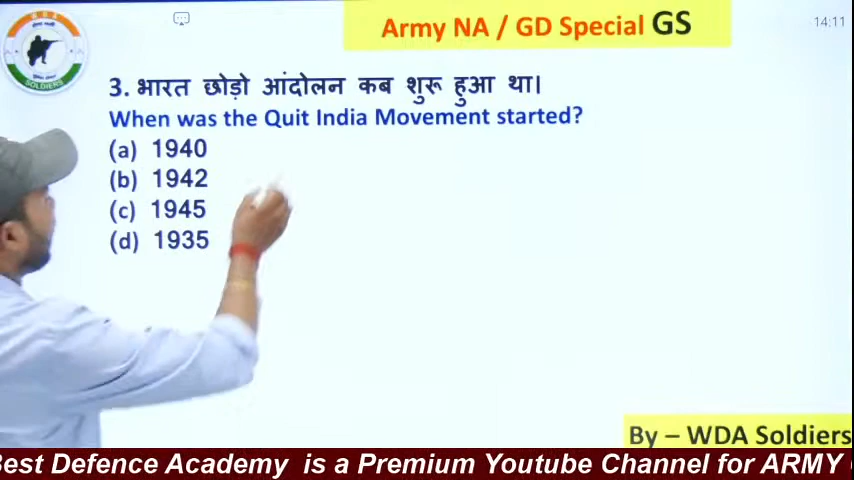 Army NA / GD Special GS
14:11
W D A
SOLDIERS
3. भारत छोड़ो आंदोलन कब शुरू हुआ था।
When was the Quit India Movement started?
(a) 1940
(b) 1942
(c) 1945
(d) 1935
By – WDA Soldiers
Best Defence Academy is a Premium Youtube Channel for ARMY